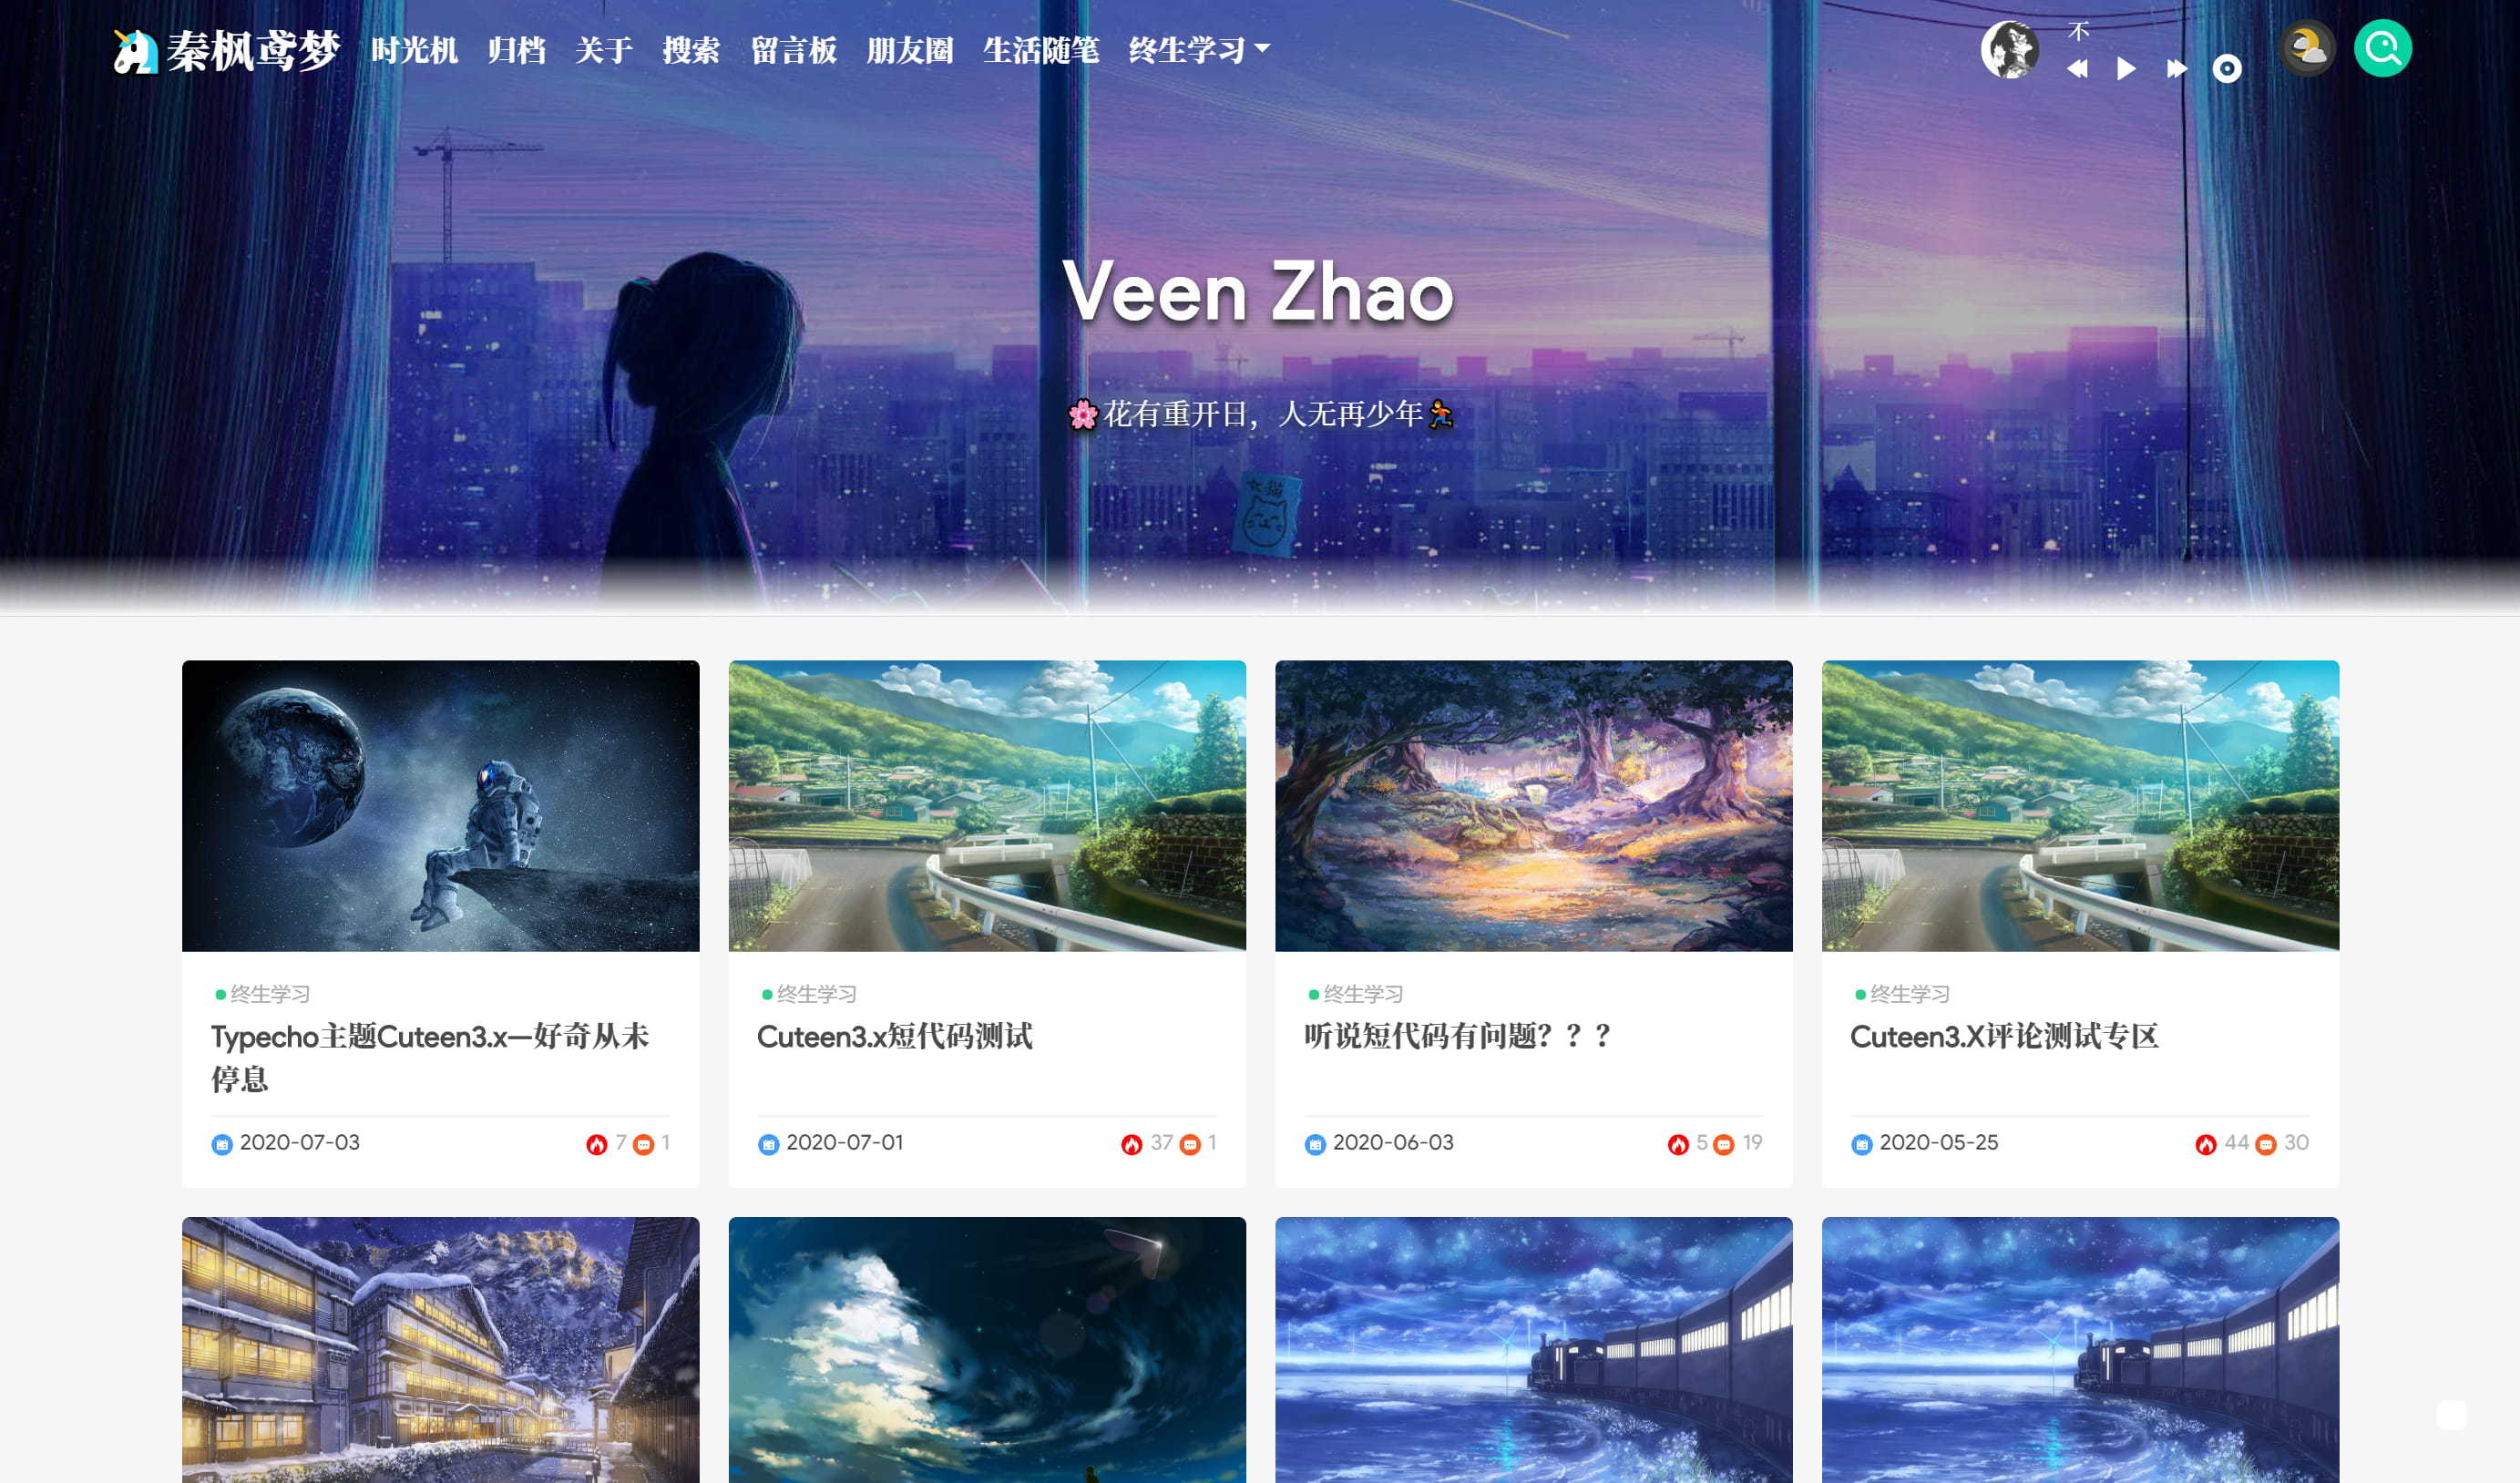 秦枫鸢梦 时光机 归档 关于 搜索 留言板 朋友圈 生活随笔 终生学习
不
Veen Zhao
花有重开日，人无再少年
女猫
终生学习
Typecho主题Cuteen3.x—好奇从未
停息
2020-07-03 7 1
终生学习
Cuteen3.x短代码测试
2020-07-01 37 1
终生学习
听说短代码有问题？？？
2020-06-03 5 19
终生学习
Cuteen3.X评论测试专区
2020-05-25 44 30